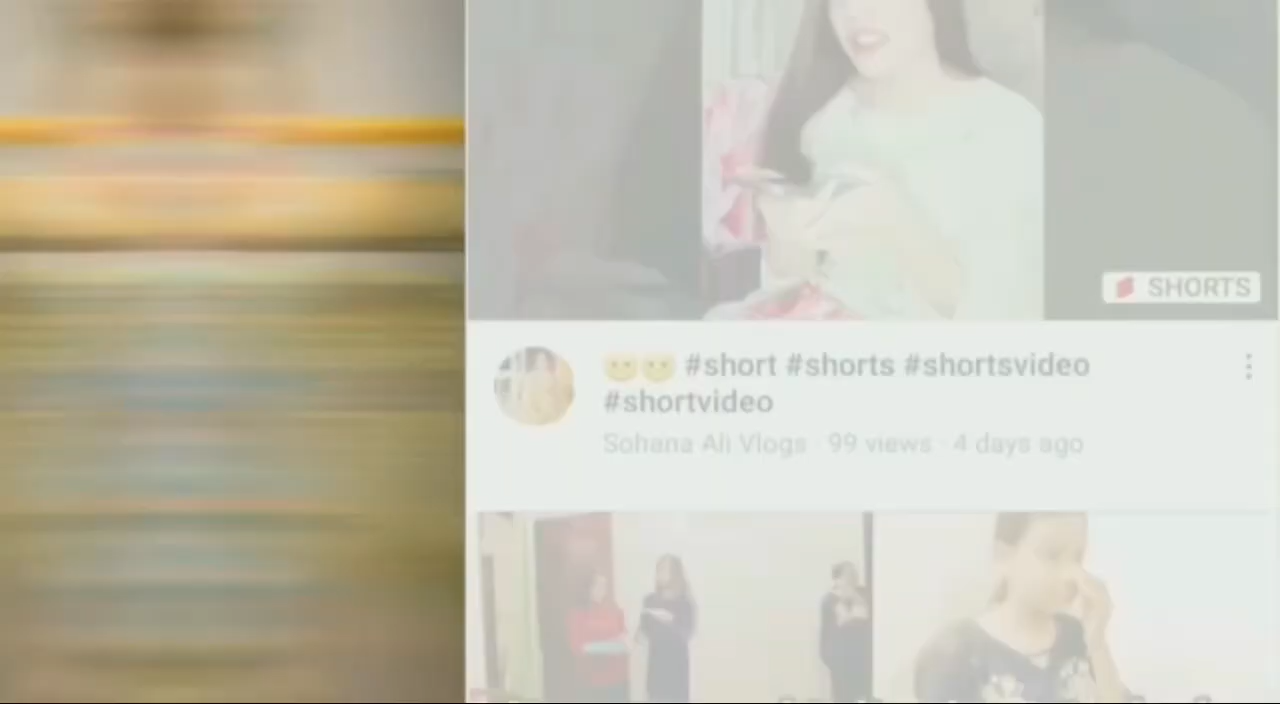 SHORTS
😶😶 #short #shorts #shortsvideo
#shortvideo
Sohana Ali Vlogs · 99 views · 4 days ago